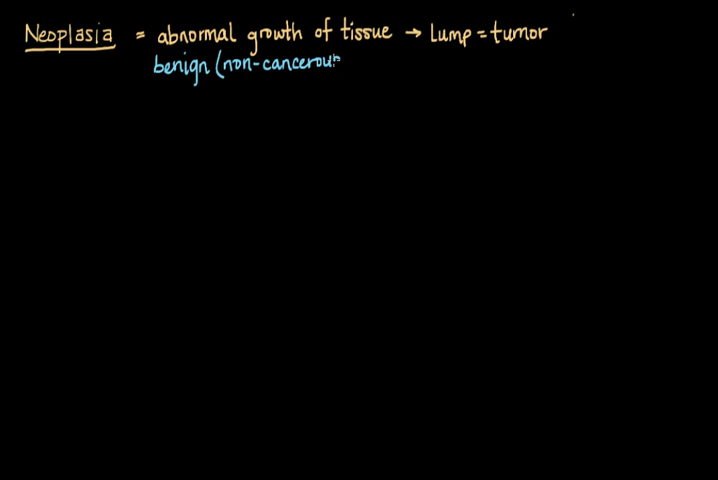 Neoplasia = abnormal growth of tissue → Lump = tumor
benign (non-cancerou